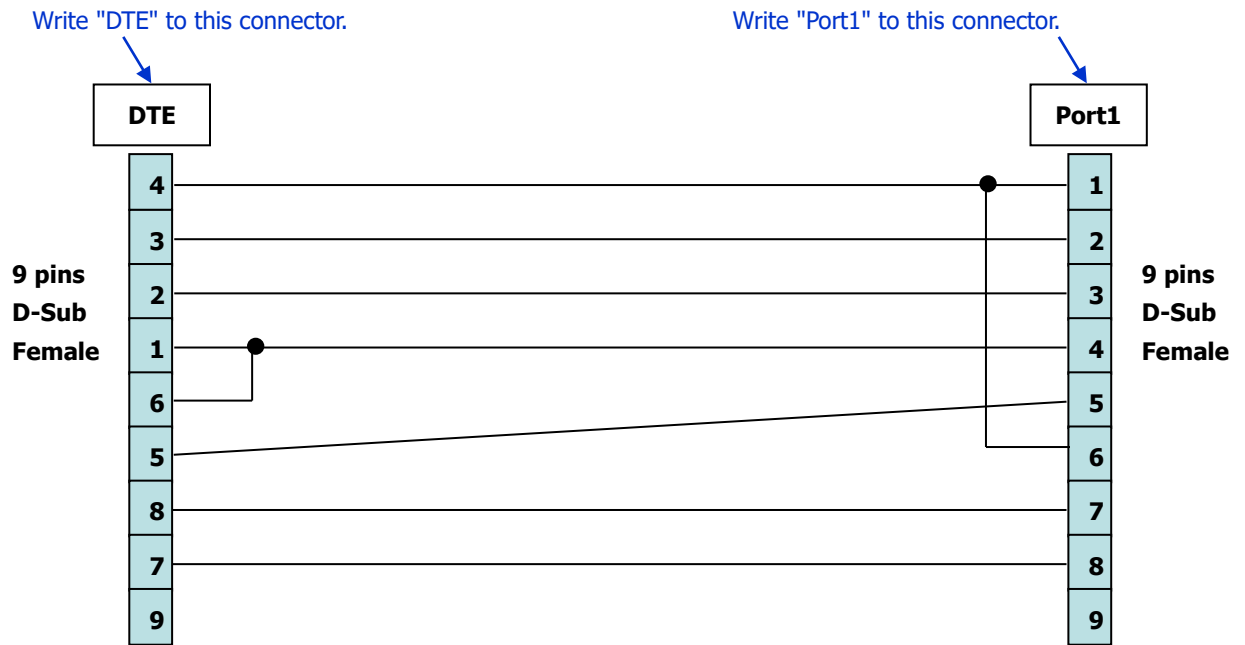 Write "DTE" to this connector.
Write "Port1" to this connector.
DTE
Port1
4
1
3
2
9 pins
D-Sub
Female
2
3
1
4
9 pins
D-Sub
Female
6
5
5
6
8
7
7
8
9
9